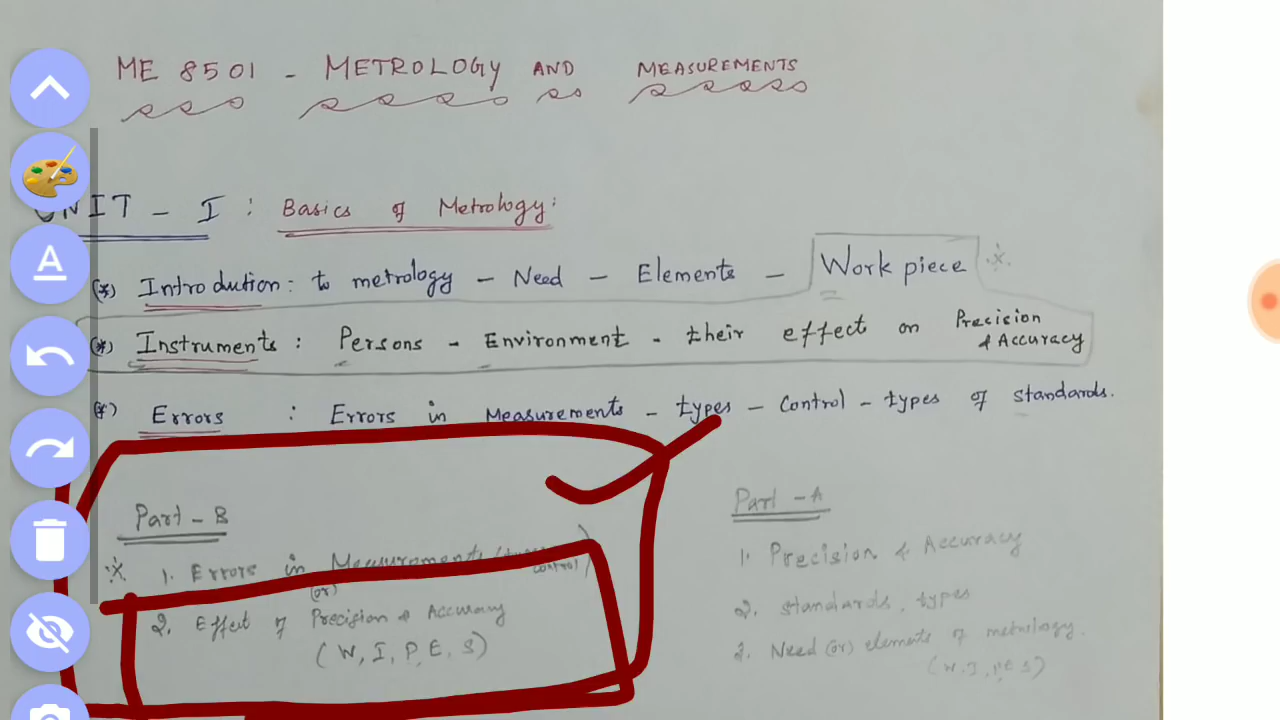 ME 8501 - METROLOGY AND MEASUREMENTS
UNIT - I : Basics of Metrology:
(*) Introdution: to metrology - Need - Elements - Work piece ※
(*) Instruments: Persons - Environment - their effect on Precision & Accuracy
(*) Errors : Errors in Measurements - types - Control - types of standards.
Part - B
※ 1. Errors in Measurements control)
(or)
2. Effect of Precision & Accuracy
(W, I, P, E, S)
Part - A
1. Precision & Accuracy
2. Standards, types
3. Need (or) elements of metrology.
(W, I, P E S)
A